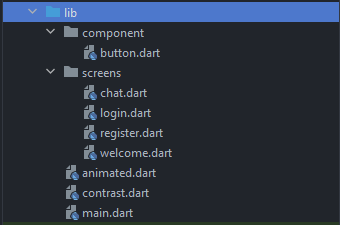 lib
component
button.dart
screens
chat.dart
login.dart
register.dart
welcome.dart
animated.dart
contrast.dart
main.dart